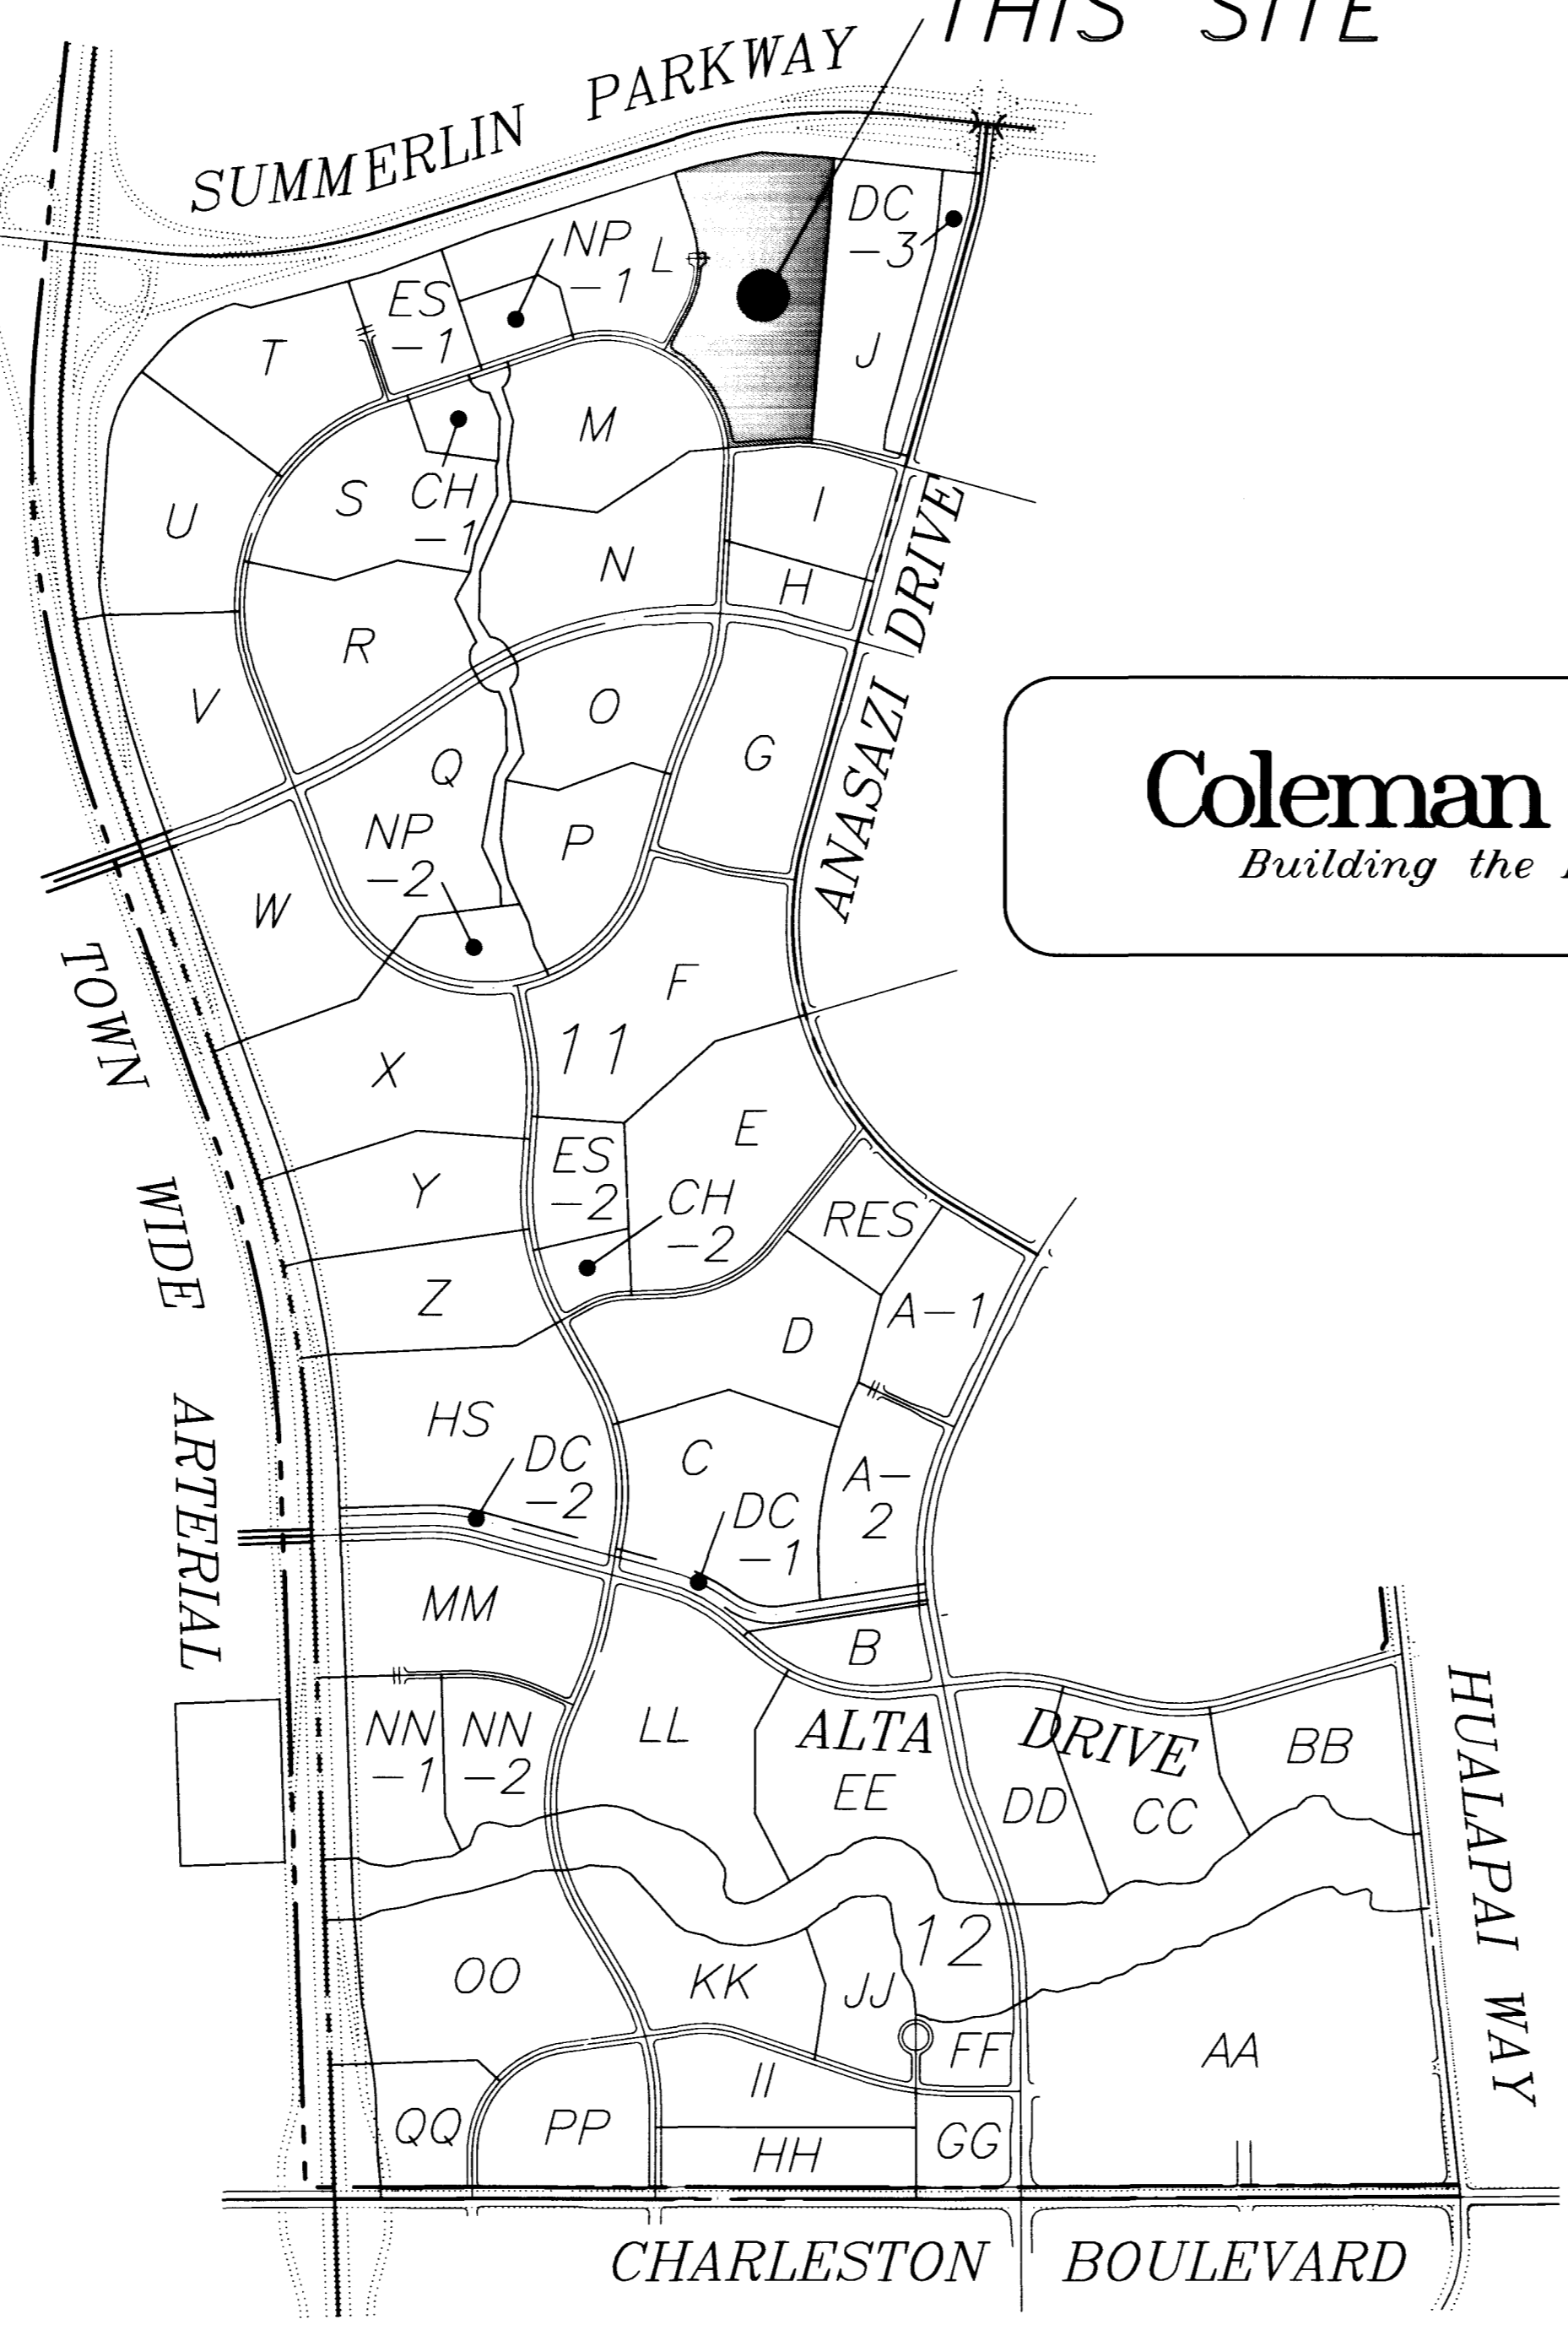 THIS SITE
SUMMERLIN PARKWAY
DC
-3
NP
-1
L
ES
-1
T
J
M
CH
-1
S
I
U
N
H
R
ANASAZI DRIVE
V
O
G
Q
Coleman
Building the
NP
-2
P
W
F
TOWN WIDE ARTERIAL
11
X
E
ES
-2
Y
CH
-2
RES
Z
A-1
D
HS
DC
-2
C
A-
2
DC
-1
MM
B
NN
-1
NN
-2
LL
ALTA DRIVE
EE
BB
DD
CC
HUALAPAI WAY
12
OO
KK
JJ
FF
AA
II
QQ
PP
HH
GG
CHARLESTON BOULEVARD